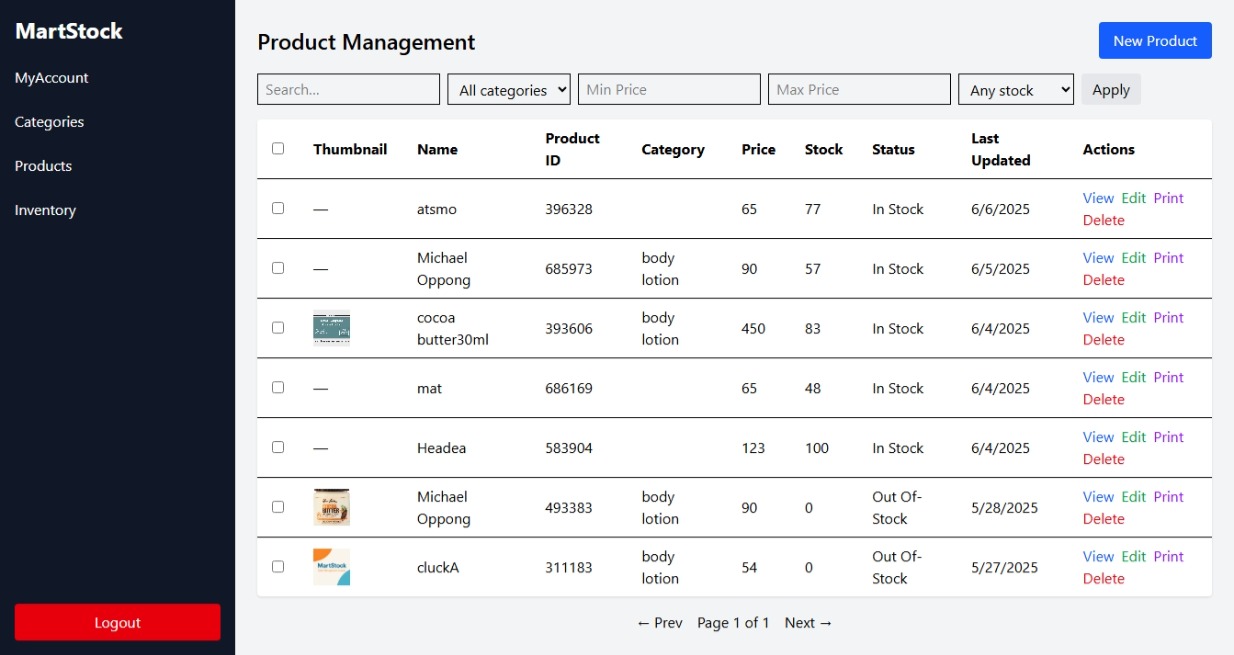 MartStock
MyAccount
Categories
Products
Inventory
Logout
Product Management
New Product
Search...
All categories
Min Price
Max Price
Any stock
Apply
Thumbnail Name Product ID Category Price Stock Status Last Updated Actions
— atsmo 396328 65 77 In Stock 6/6/2025 View Edit Print Delete
— Michael Oppong 685973 body lotion 90 57 In Stock 6/5/2025 View Edit Print Delete
cocoa butter30ml 393606 body lotion 450 83 In Stock 6/4/2025 View Edit Print Delete
— mat 686169 65 48 In Stock 6/4/2025 View Edit Print Delete
— Headea 583904 123 100 In Stock 6/4/2025 View Edit Print Delete
BUTTER
Michael Oppong 493383 body lotion 90 0 Out Of-Stock 5/28/2025 View Edit Print Delete
MartStock
cluckA 311183 body lotion 54 0 Out Of-Stock 5/27/2025 View Edit Print Delete
← Prev Page 1 of 1 Next →